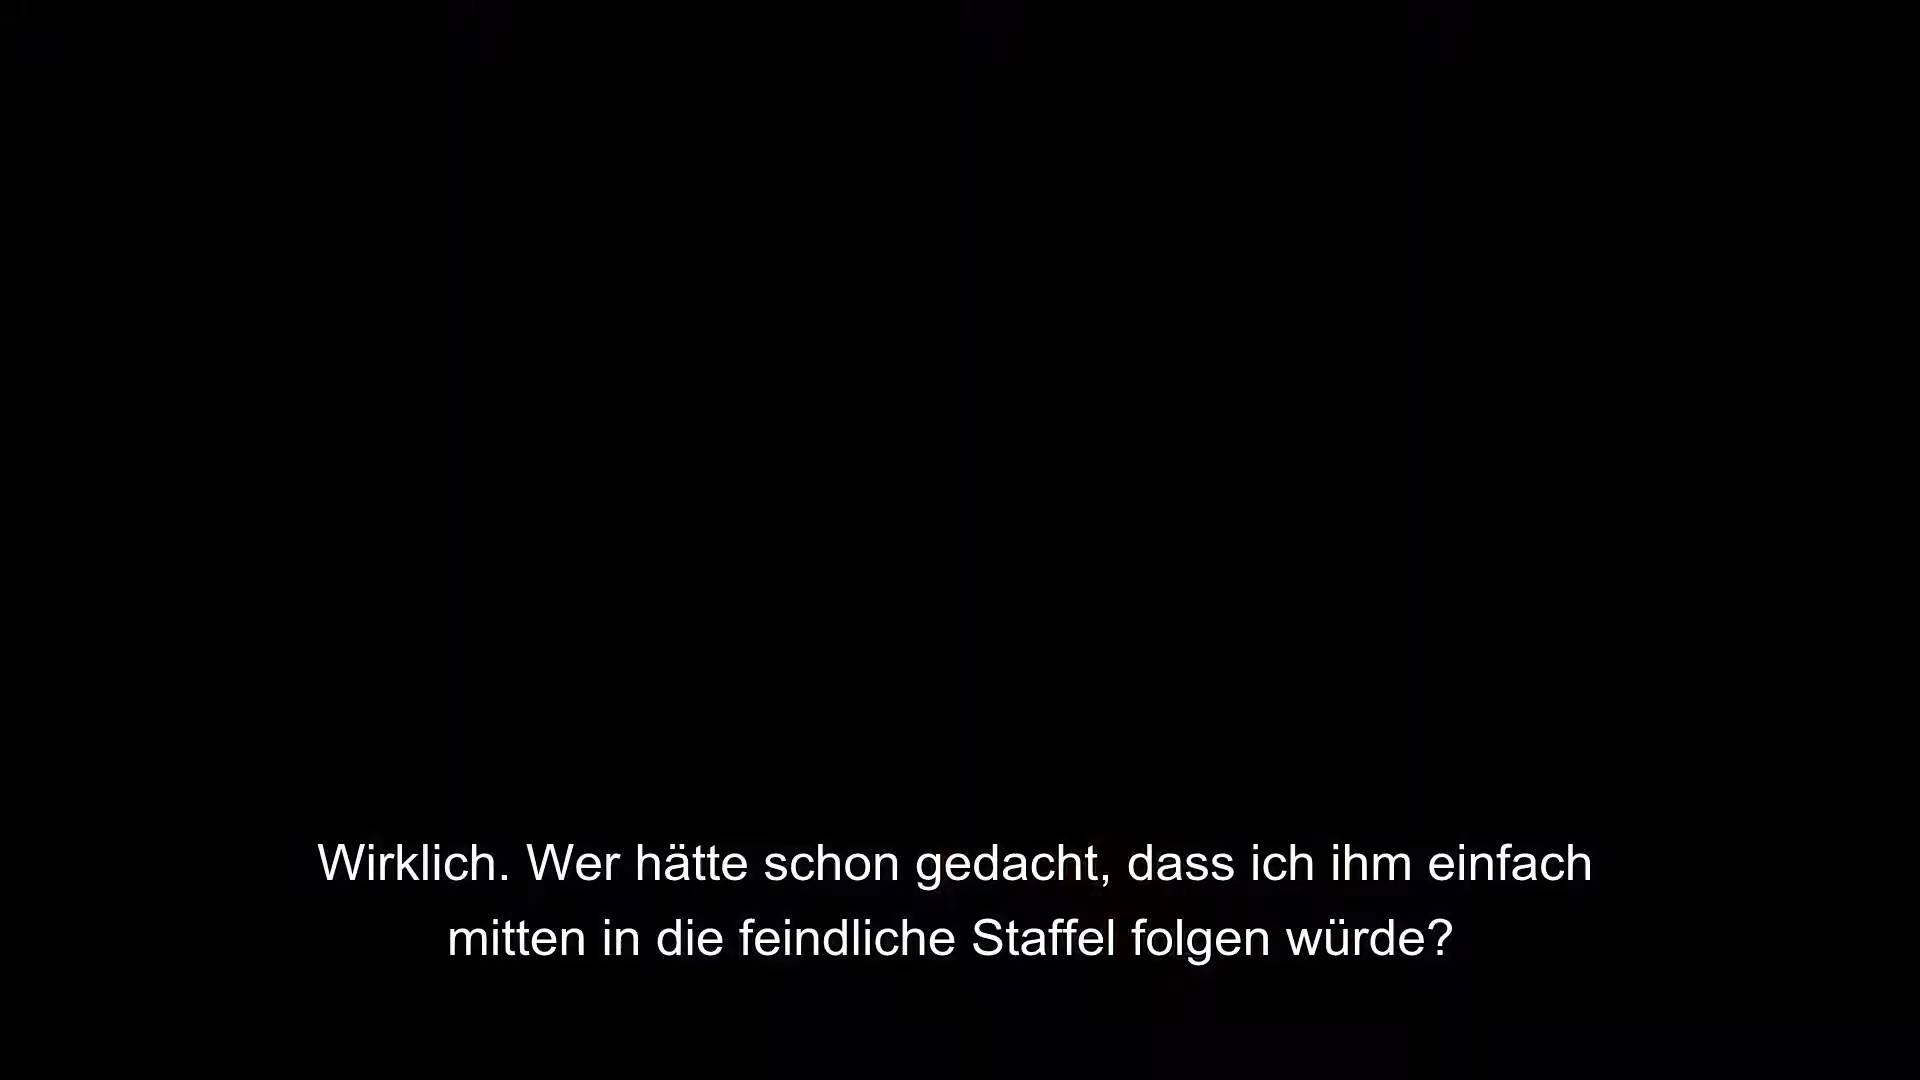 Wirklich. Wer hätte schon gedacht, dass ich ihm einfach
mitten in die feindliche Staffel folgen würde?